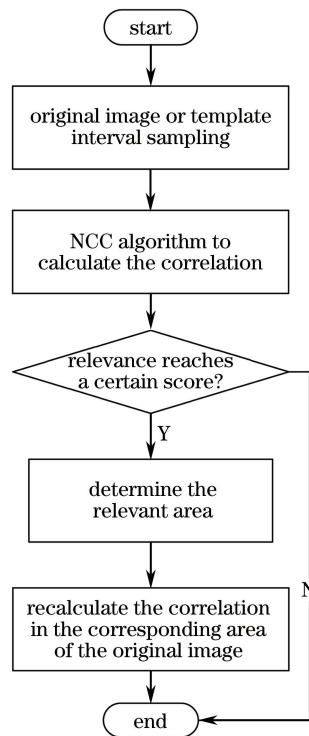 start
original image or template
interval sampling
NCC algorithm to
calculate the correlation
relevance reaches
a certain score?
Y
determine the
relevant area
N
recalculate the correlation
in the corresponding area
of the original image
end